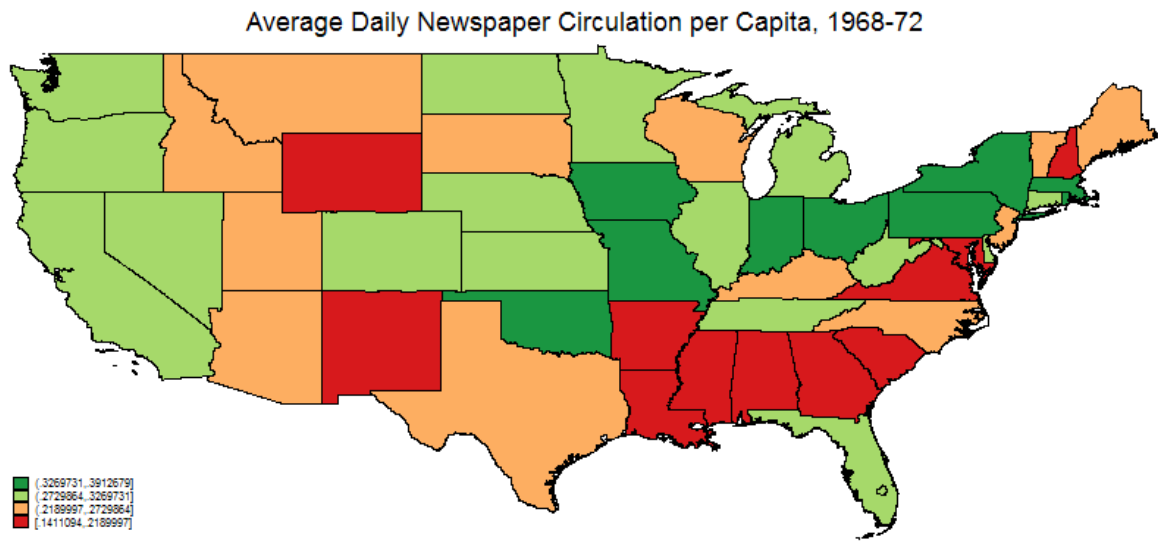 Average Daily Newspaper Circulation per Capita, 1968-72
(.3269731,.3912679]
(.2729864,.3269731]
(.2189997,.2729864]
[.1411094,.2189997]